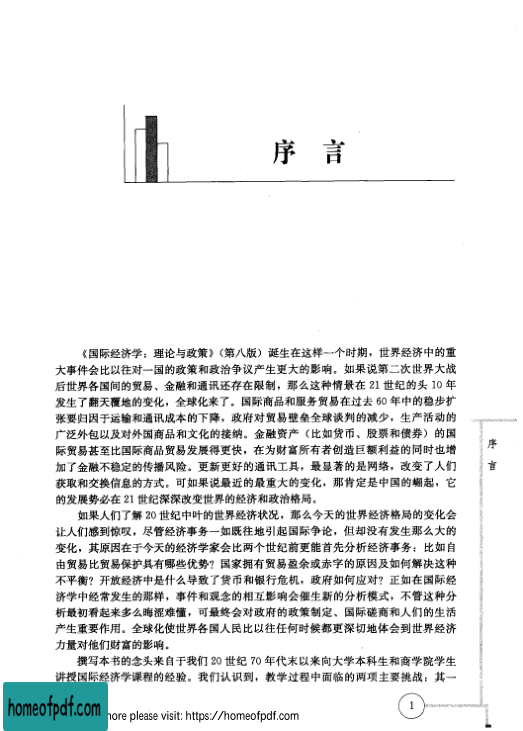 序 言
《国际经济学：理论与政策》（第八版）诞生在这样一个时期，世界经济中的重
大事件会比以往对一国的政策和政治争议产生更大的影响。如果说第二次世界大战
后世界各国间的贸易、金融和通讯还存在限制，那么这种情景在 21 世纪的头 10 年
发生了翻天覆地的变化，全球化来了。国际商品和服务贸易在过去 60 年中的稳步扩
张要归因于运输和通讯成本的下降，政府对贸易壁垒全球谈判的减少，生产活动的
广泛外包以及对外国商品和文化的接纳。金融资产（比如货币、股票和债券）的国
际贸易甚至比国际商品贸易发展得更快，在为财富所有者创造巨额利益的同时也增
加了金融不稳定的传播风险。更新更好的通讯工具，最显著的是网络，改变了人们
获取和交换信息的方式。可如果说最近的最重大的变化，那肯定是中国的崛起，它
的发展势必在 21 世纪深深改变世界的经济和政治格局。
如果人们了解 20 世纪中叶的世界经济状况，那么今天的世界经济格局的变化会
让人们感到惊叹，尽管经济事务一如既往地引起国际争论，但却没有发生那么大的
变化，其原因在于今天的经济学家会比两个世纪前更能首先分析经济事务：比如自
由贸易比贸易保护具有哪些优势？国家拥有贸易盈余或赤字的原因及如何解决这种
不平衡？开放经济中是什么导致了货币和银行危机，政府如何应对？正如在国际经
济学中经常发生的那样，事件和观念的相互影响会催生新的分析模式，不管这种分
析最初看起来多么晦涩难懂，可最终会对政府的政策制定、国际磋商和人们的生活
产生重要作用。全球化使世界各国人民比以往任何时候都更深切地体会到世界经济
力量对他们财富的影响。
撰写本书的念头来自于我们 20 世纪 70 年代末以来向大学本科生和商学院学生
讲授国际经济学课程的经验。我们认识到，教学过程中面临的两项主要挑战：其一
序
言
1
homeofpdf.com
more please visit: https://homeofpdf.com